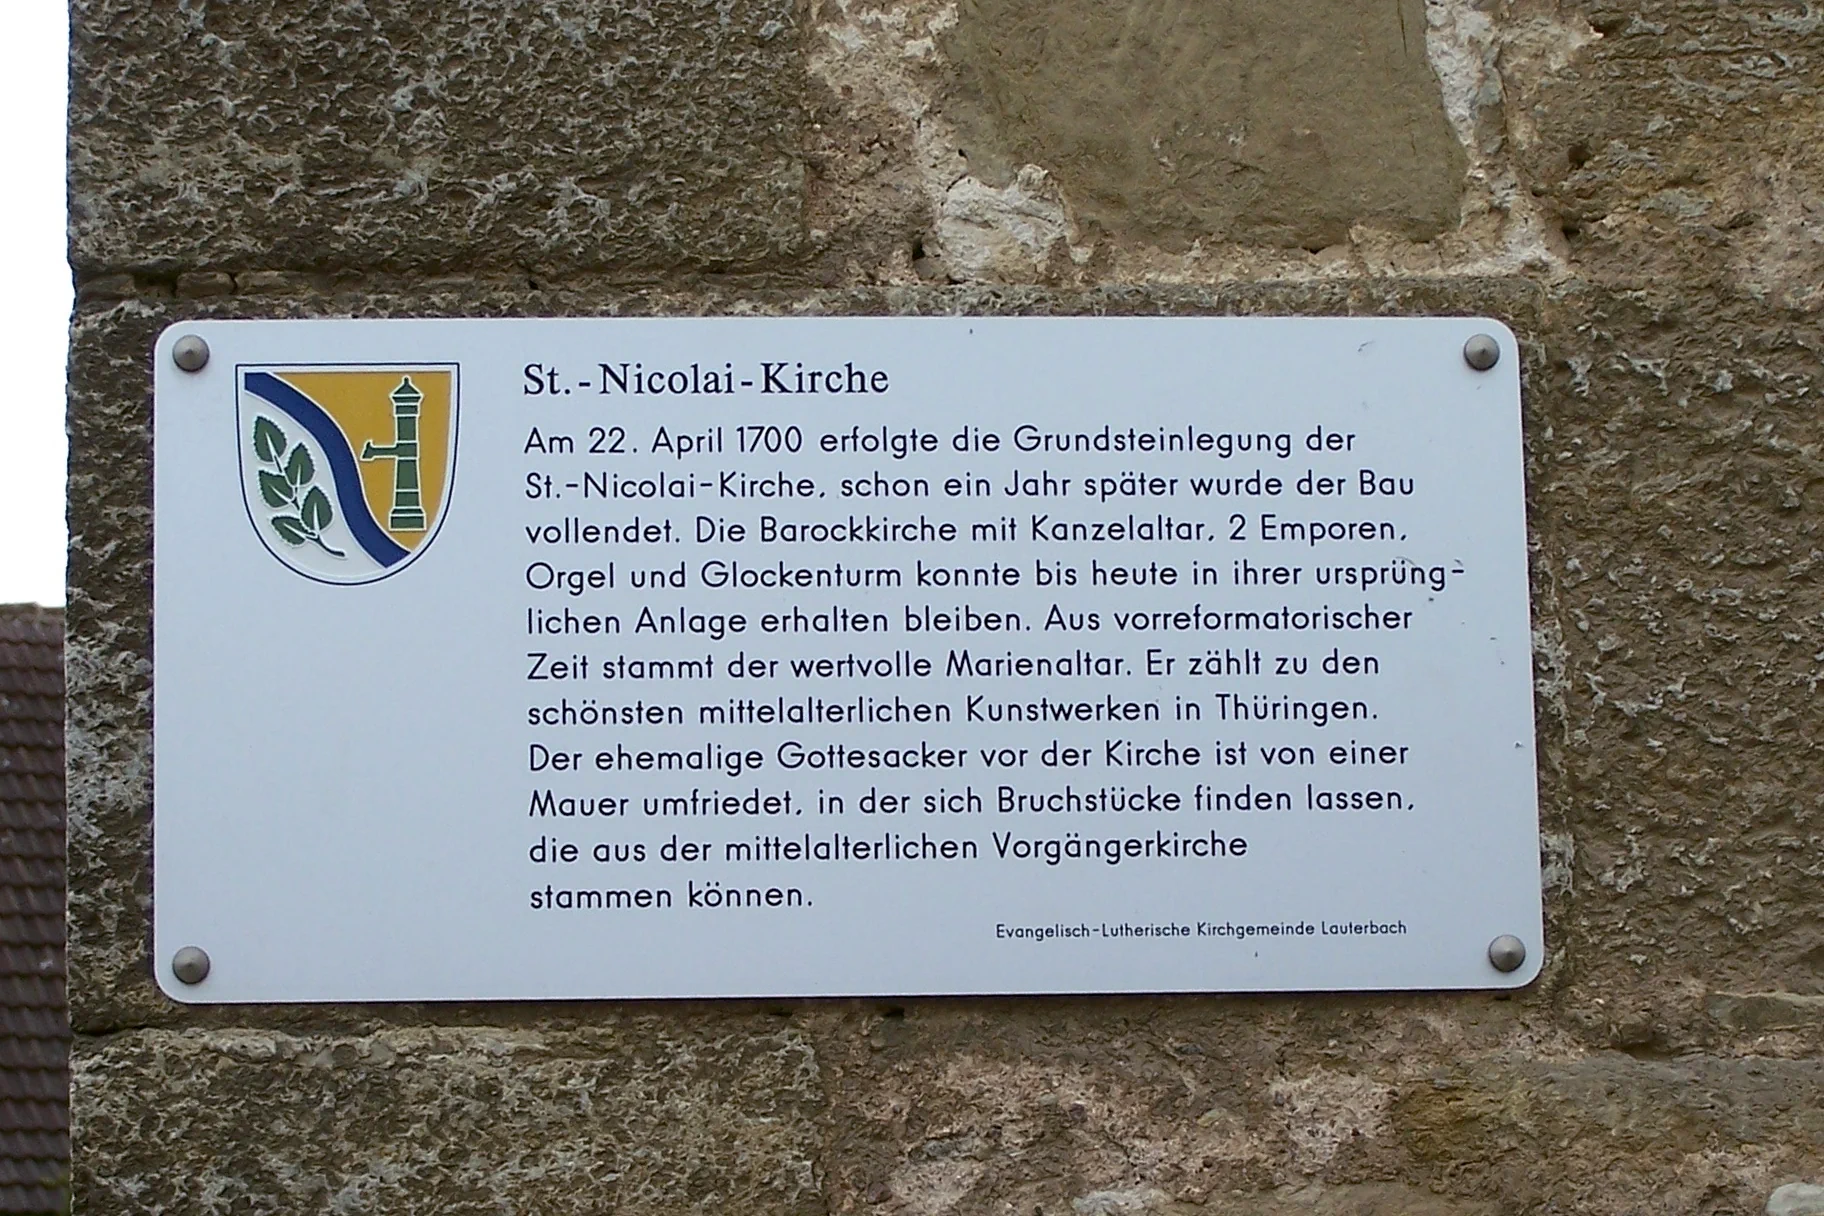 St.-Nicolai-Kirche
Am 22. April 1700 erfolgte die Grundsteinlegung der
St.-Nicolai-Kirche, schon ein Jahr später wurde der Bau
vollendet. Die Barockkirche mit Kanzelaltar, 2 Emporen,
Orgel und Glockenturm konnte bis heute in ihrer ursprüng-
lichen Anlage erhalten bleiben. Aus vorreformatorischer
Zeit stammt der wertvolle Marienaltar. Er zählt zu den
schönsten mittelalterlichen Kunstwerken in Thüringen.
Der ehemalige Gottesacker vor der Kirche ist von einer
Mauer umfriedet, in der sich Bruchstücke finden lassen,
die aus der mittelalterlichen Vorgängerkirche
stammen können.
Evangelisch-Lutherische Kirchgemeinde Lauterbach